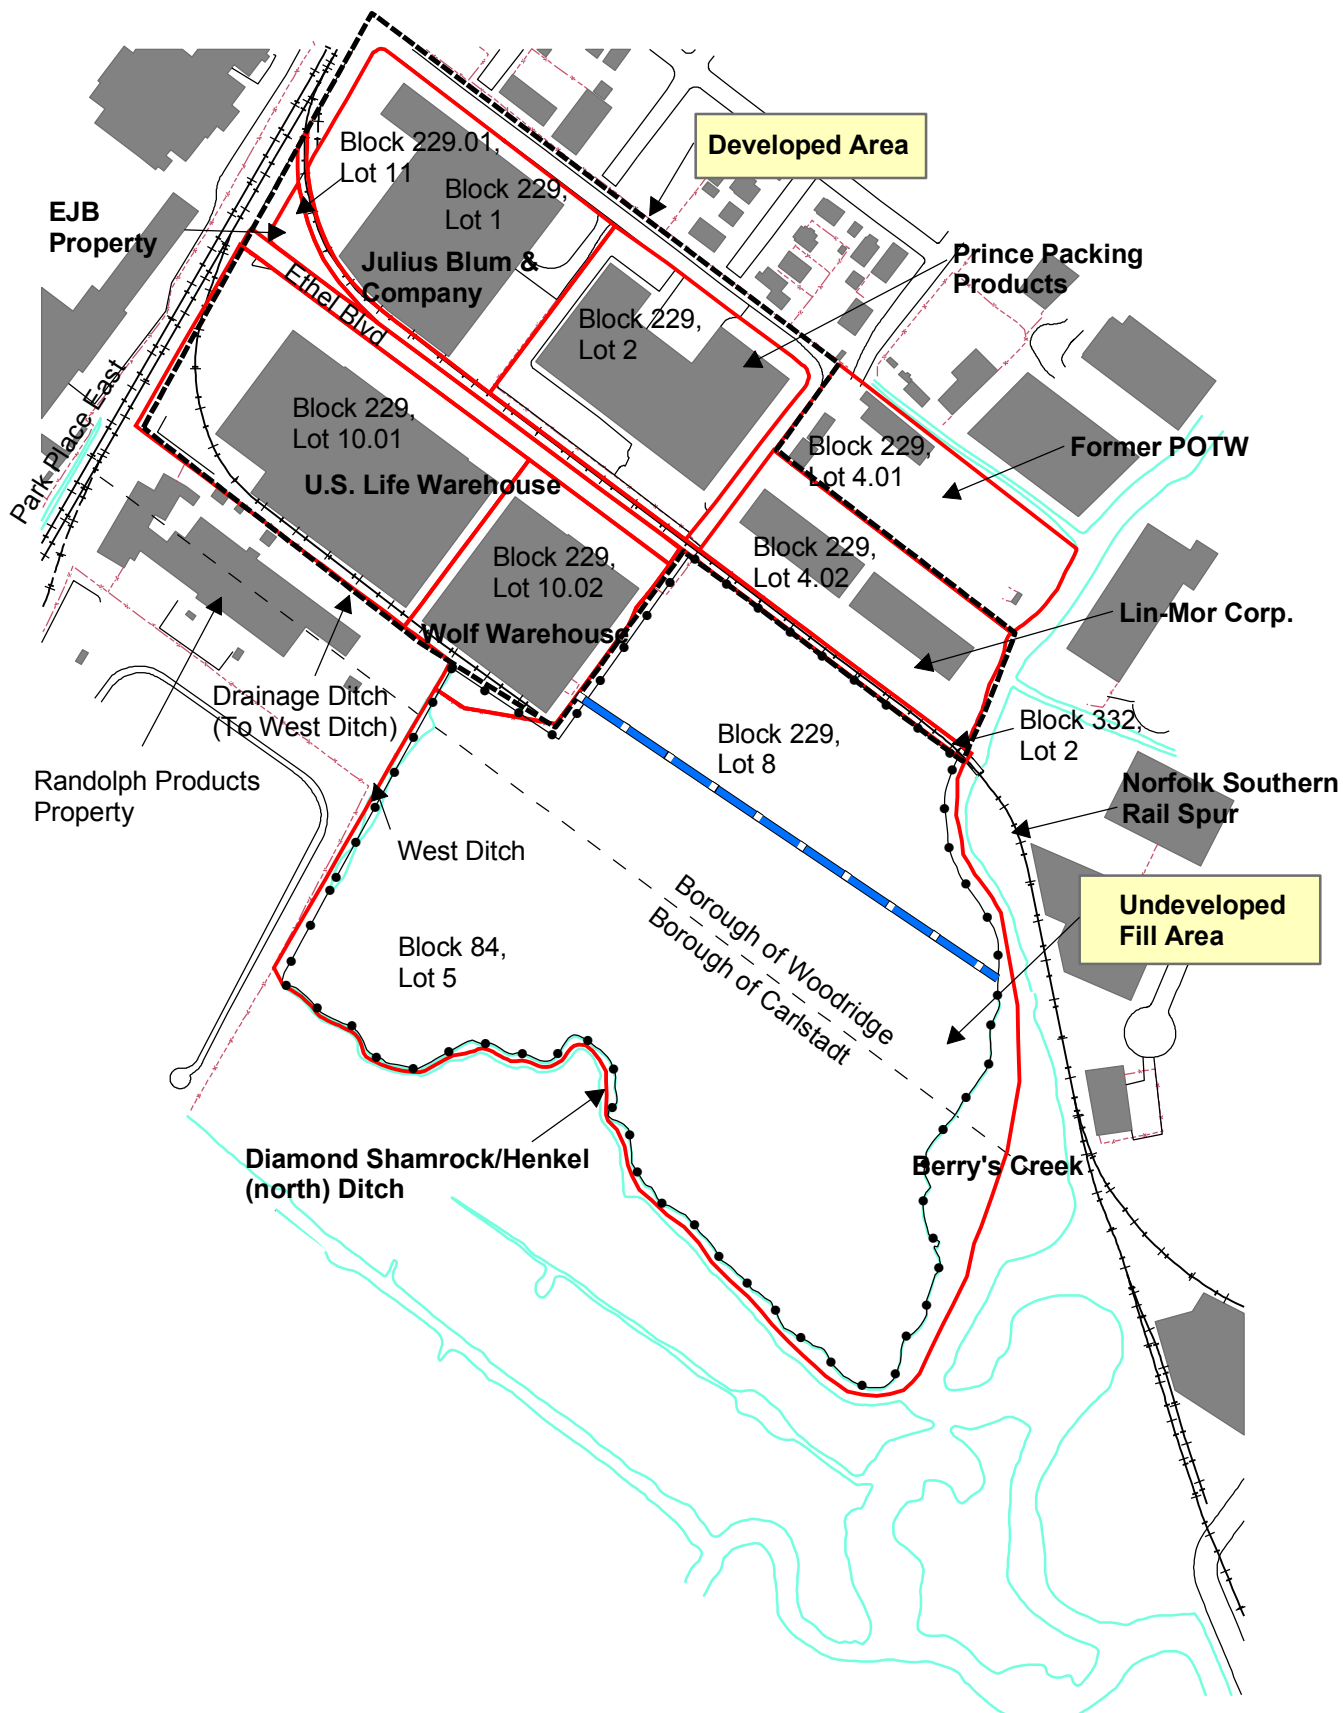 Block 229.01,
Lot 11
Developed Area
Block 229,
Lot 1
EJB
Property
Prince Packing
Products
Julius Blum &
Company
Ethel Blvd
Block 229,
Lot 2
Park Place East
Block 229,
Lot 10.01
Block 229,
Lot 4.01
Former POTW
U.S. Life Warehouse
Block 229,
Lot 10.02
Block 229,
Lot 4.02
Lin-Mor Corp.
Wolf Warehouse
Drainage Ditch
(To West Ditch)
Block 229,
Lot 8
Block 332,
Lot 2
Randolph Products
Property
Norfolk Southern
Rail Spur
West Ditch
Undeveloped
Fill Area
Borough of Woodridge
Borough of Carlstadt
Block 84,
Lot 5
Diamond Shamrock/Henkel
(north) Ditch
Berry's Creek